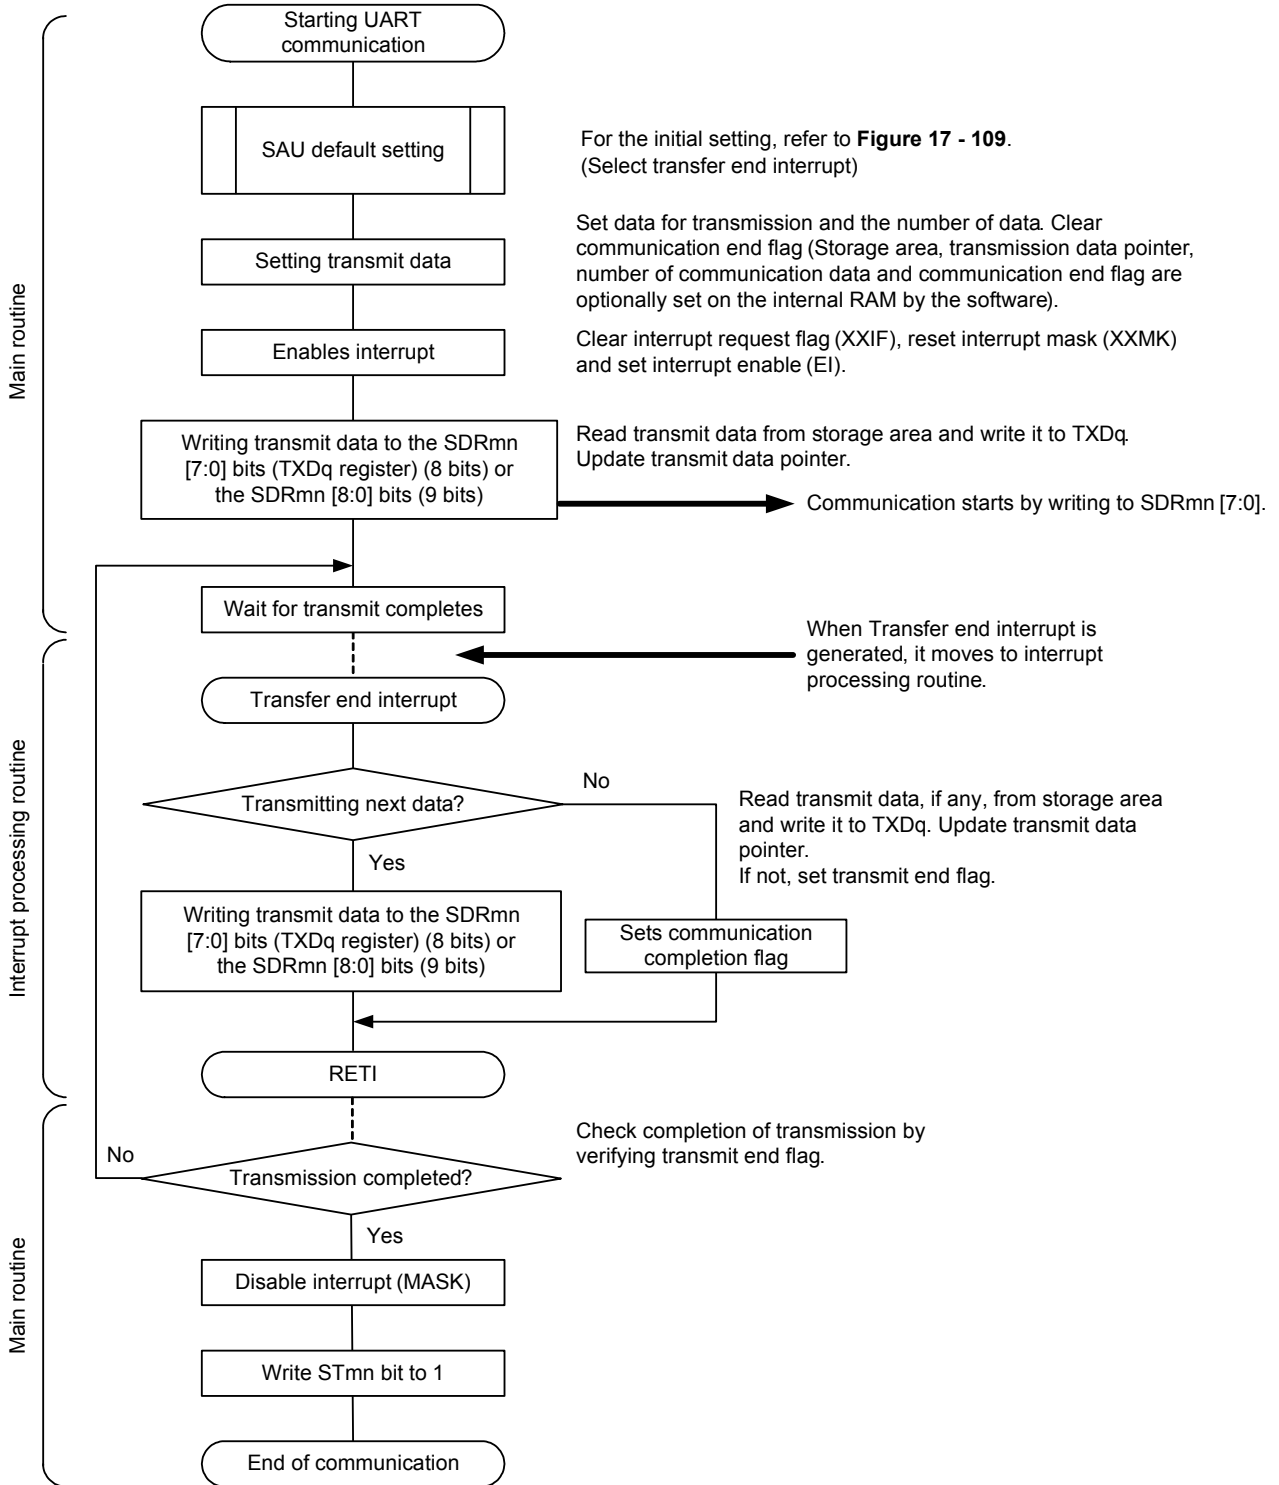 Starting UART
communication
SAU default setting
For the initial setting, refer to Figure 17 - 109.
(Select transfer end interrupt)
Setting transmit data
Set data for transmission and the number of data. Clear
communication end flag (Storage area, transmission data pointer,
number of communication data and communication end flag are
optionally set on the internal RAM by the software).
Main routine
Enables interrupt
Clear interrupt request flag (XXIF), reset interrupt mask (XXMK)
and set interrupt enable (EI).
Writing transmit data to the SDRmn
[7:0] bits (TXDq register) (8 bits) or
the SDRmn [8:0] bits (9 bits)
Read transmit data from storage area and write it to TXDq.
Update transmit data pointer.
Communication starts by writing to SDRmn [7:0].
Wait for transmit completes
When Transfer end interrupt is
generated, it moves to interrupt
processing routine.
Transfer end interrupt
Interrupt processing routine
Transmitting next data?
No
Yes
Read transmit data, if any, from storage area
and write it to TXDq. Update transmit data
pointer.
If not, set transmit end flag.
Writing transmit data to the SDRmn
[7:0] bits (TXDq register) (8 bits) or
the SDRmn [8:0] bits (9 bits)
Sets communication
completion flag
RETI
Main routine
No
Transmission completed?
Check completion of transmission by
verifying transmit end flag.
Yes
Disable interrupt (MASK)
Write STmn bit to 1
End of communication